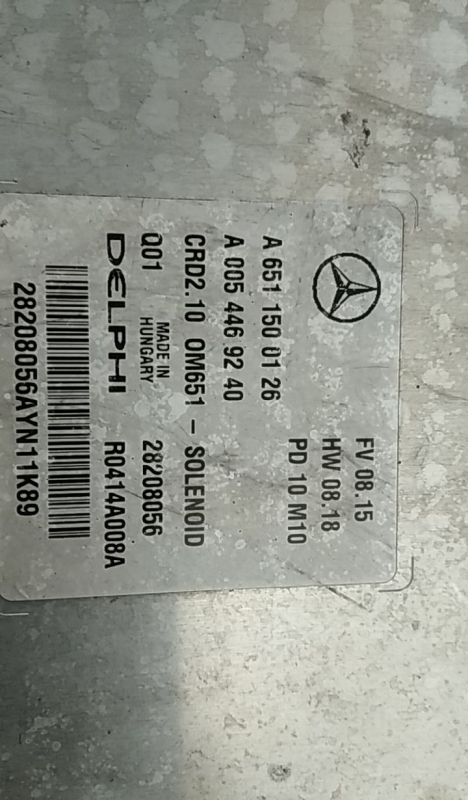 FV 08.15
HW 08.18
PD 10 M10
A 651 150 01 26
A 005 446 92 40
CRD2.10 OM651 - SOLENOID
Q01 MADE IN HUNGARY 28208056
DELPHI R0414A008A
28208056AYN11K89